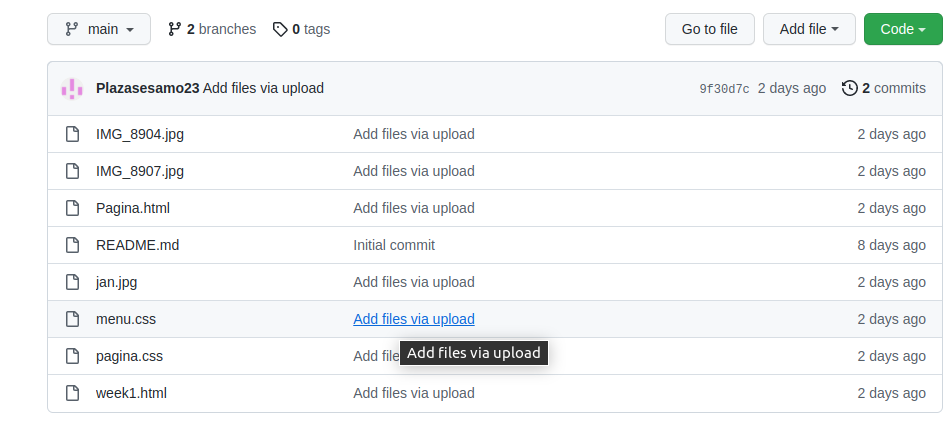 main 2 branches 0 tags Go to file Add file Code
Plazasesamo23 Add files via upload 9f30d7c 2 days ago 2 commits
IMG_8904.jpg Add files via upload 2 days ago
IMG_8907.jpg Add files via upload 2 days ago
Pagina.html Add files via upload 2 days ago
README.md Initial commit 8 days ago
jan.jpg Add files via upload 2 days ago
menu.css Add files via upload 2 days ago
pagina.css Add file 2 days ago
Add files via upload
week1.html Add files via upload 2 days ago